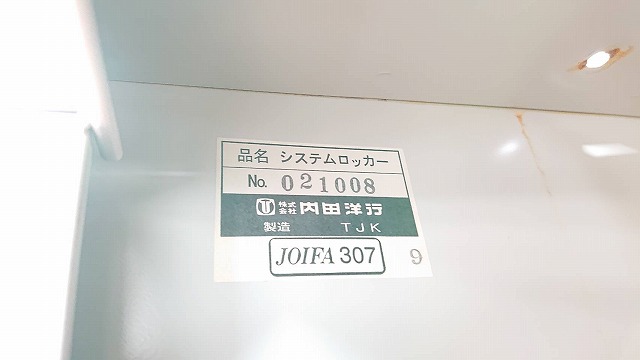 品名 システムロッカー
No. 021008
株式会社 内田洋行
製造 TJK
JOIFA 307 9